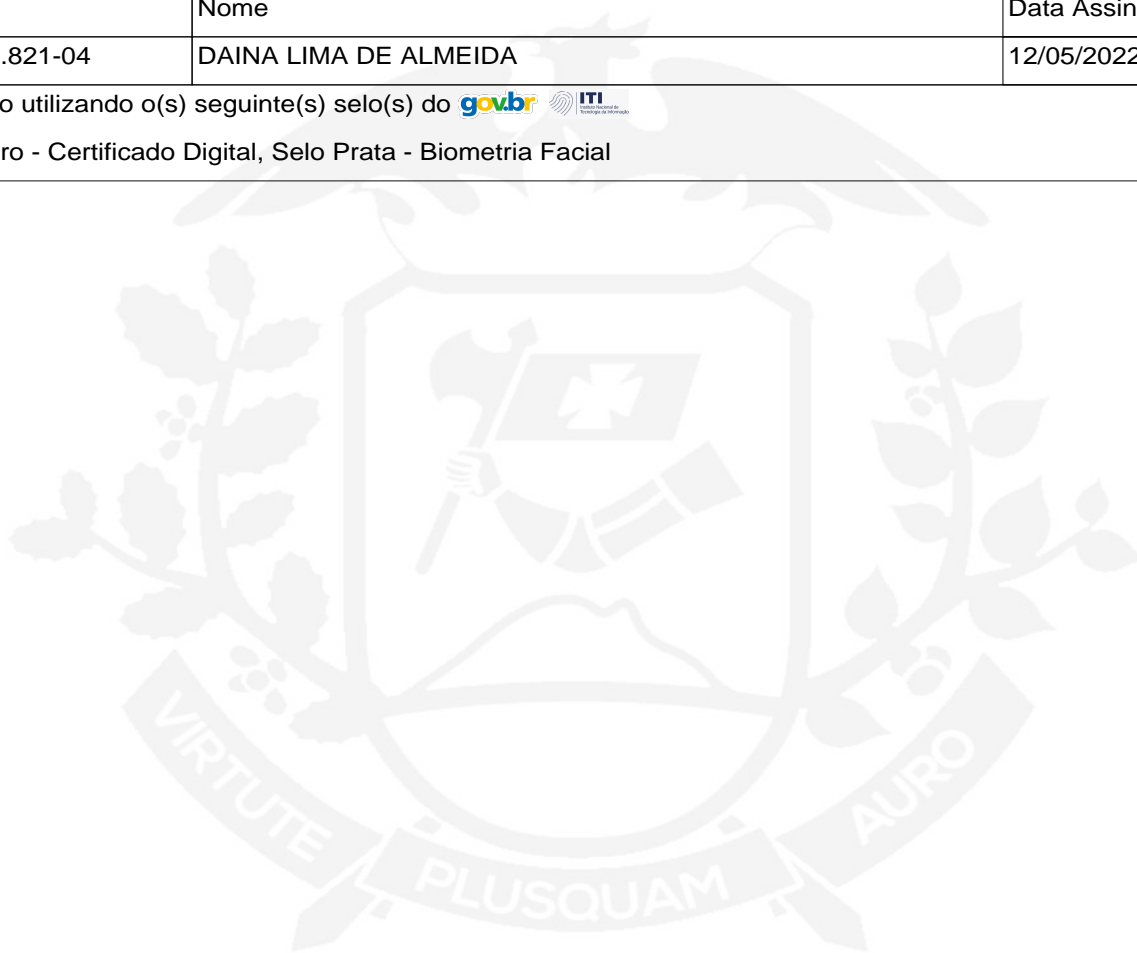 Nome Data Assin
.821-04 DAINA LIMA DE ALMEIDA 12/05/2022
o utilizando o(s) seguinte(s) selo(s) do gov.br ITI
ro - Certificado Digital, Selo Prata - Biometria Facial
VIRTUTE PLUSQUAM AURO